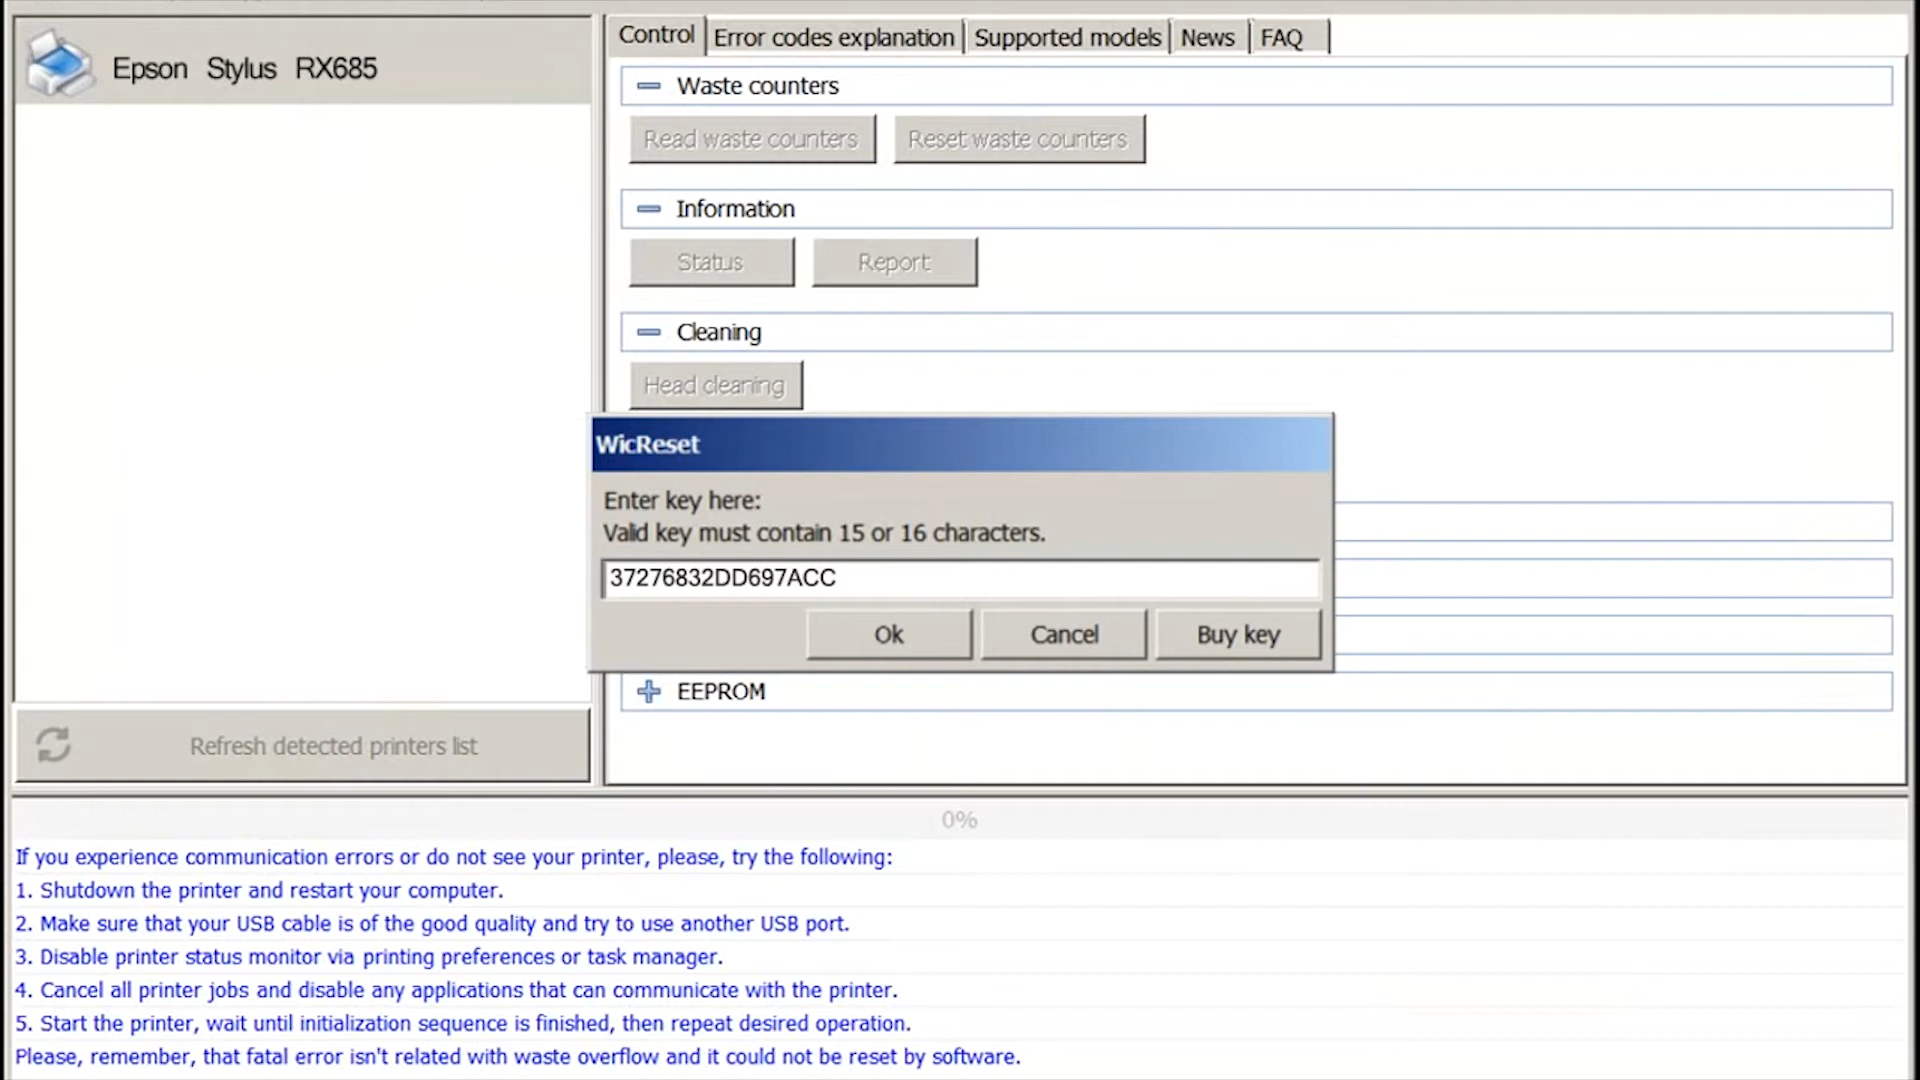 Epson Stylus RX685
Control
Error codes explanation
Supported models
News
FAQ
Waste counters
Read waste counters
Reset waste counters
Information
Status
Report
Cleaning
Head cleaning
WicReset
Enter key here:
Valid key must contain 15 or 16 characters.
37276832DD697ACC
Ok
Cancel
Buy key
EEPROM
Refresh detected printers list
0%
If you experience communication errors or do not see your printer, please, try the following:
1. Shutdown the printer and restart your computer.
2. Make sure that your USB cable is of the good quality and try to use another USB port.
3. Disable printer status monitor via printing preferences or task manager.
4. Cancel all printer jobs and disable any applications that can communicate with the printer.
5. Start the printer, wait until initialization sequence is finished, then repeat desired operation.
Please, remember, that fatal error isn't related with waste overflow and it could not be reset by software.